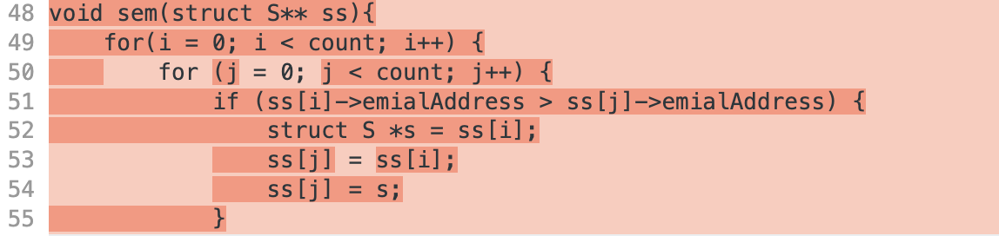 48 void sem(struct S** ss){
49     for(i = 0; i < count; i++) {
50         for (j = 0; j < count; j++) {
51             if (ss[i]->emialAddress > ss[j]->emialAddress) {
52                 struct S *s = ss[i];
53                 ss[j] = ss[i];
54                 ss[j] = s;
55             }